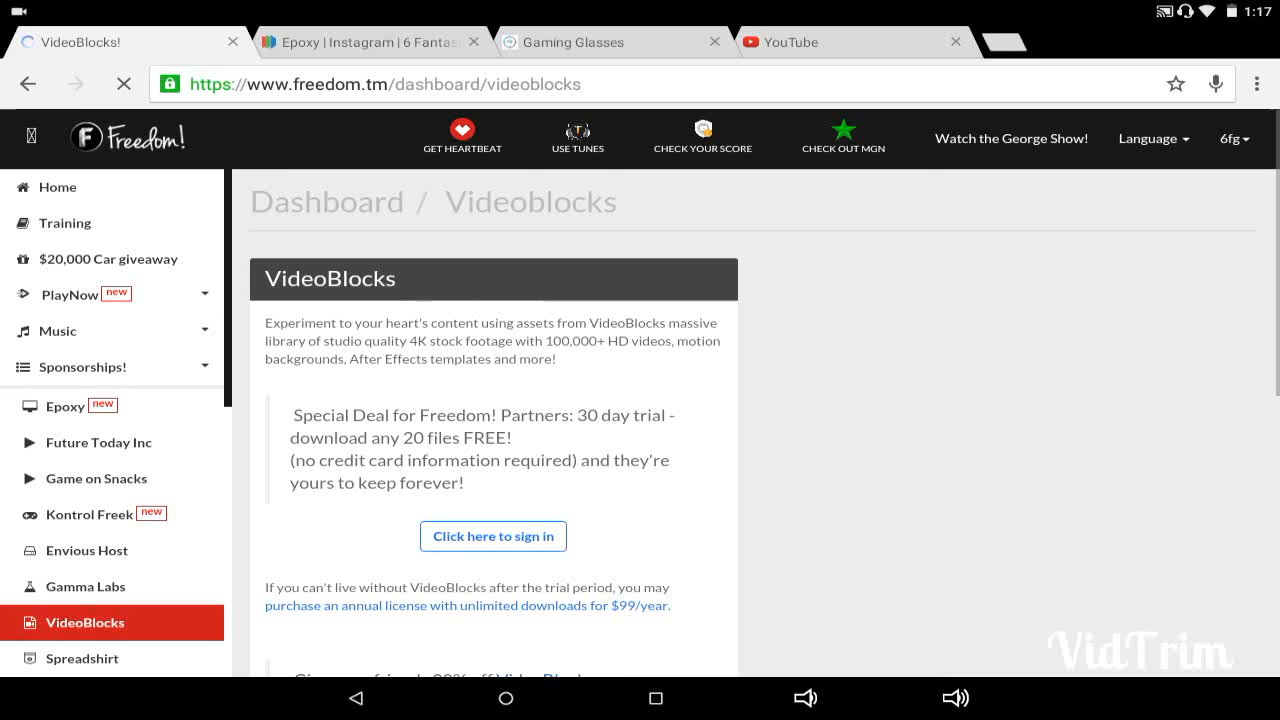 1:17
VideoBlocks!
Epoxy | Instagram | 6 Fantas
Gaming Glasses
YouTube
https://www.freedom.tm/dashboard/videoblocks
Freedom!
GET HEARTBEAT
USE TUNES
CHECK YOUR SCORE
CHECK OUT MGN
Watch the George Show!
Language
6fg
Home
Training
$20,000 Car giveaway
PlayNow new
Music
Sponsorships!
Epoxy new
Future Today Inc
Game on Snacks
Kontrol Freek new
Envious Host
Gamma Labs
VideoBlocks
Spreadshirt
Dashboard / Videoblocks
VideoBlocks
Experiment to your heart's content using assets from VideoBlocks massive
library of studio quality 4K stock footage with 100,000+ HD videos, motion
backgrounds, After Effects templates and more!
Special Deal for Freedom! Partners: 30 day trial -
download any 20 files FREE!
(no credit card information required) and they're
yours to keep forever!
Click here to sign in
If you can't live without VideoBlocks after the trial period, you may
purchase an annual license with unlimited downloads for $99/year.
VidTrim